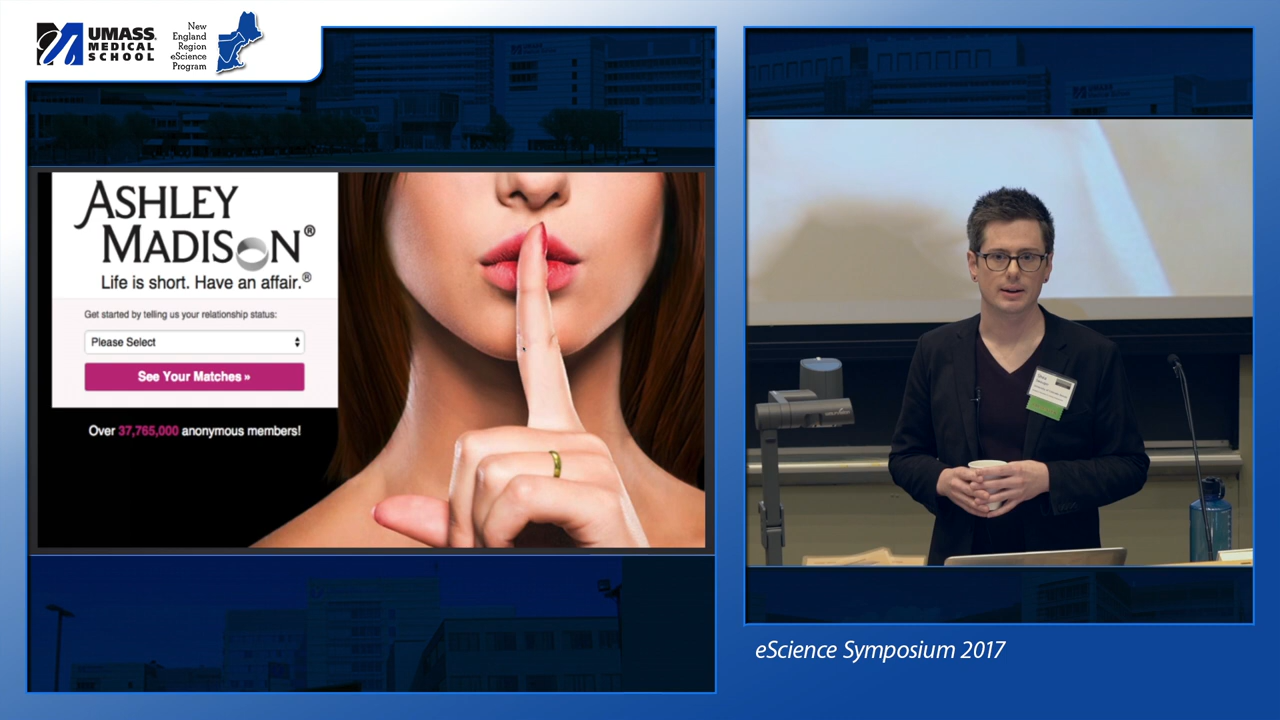 UMASS
MEDICAL
SCHOOL
New
England
Region
eScience
Program
ASHLEY
MADISON®
Life is short. Have an affair.®
Get started by telling us your relationship status:
Please Select
See Your Matches »
Over 37,765,000 anonymous members!
eScience Symposium 2017